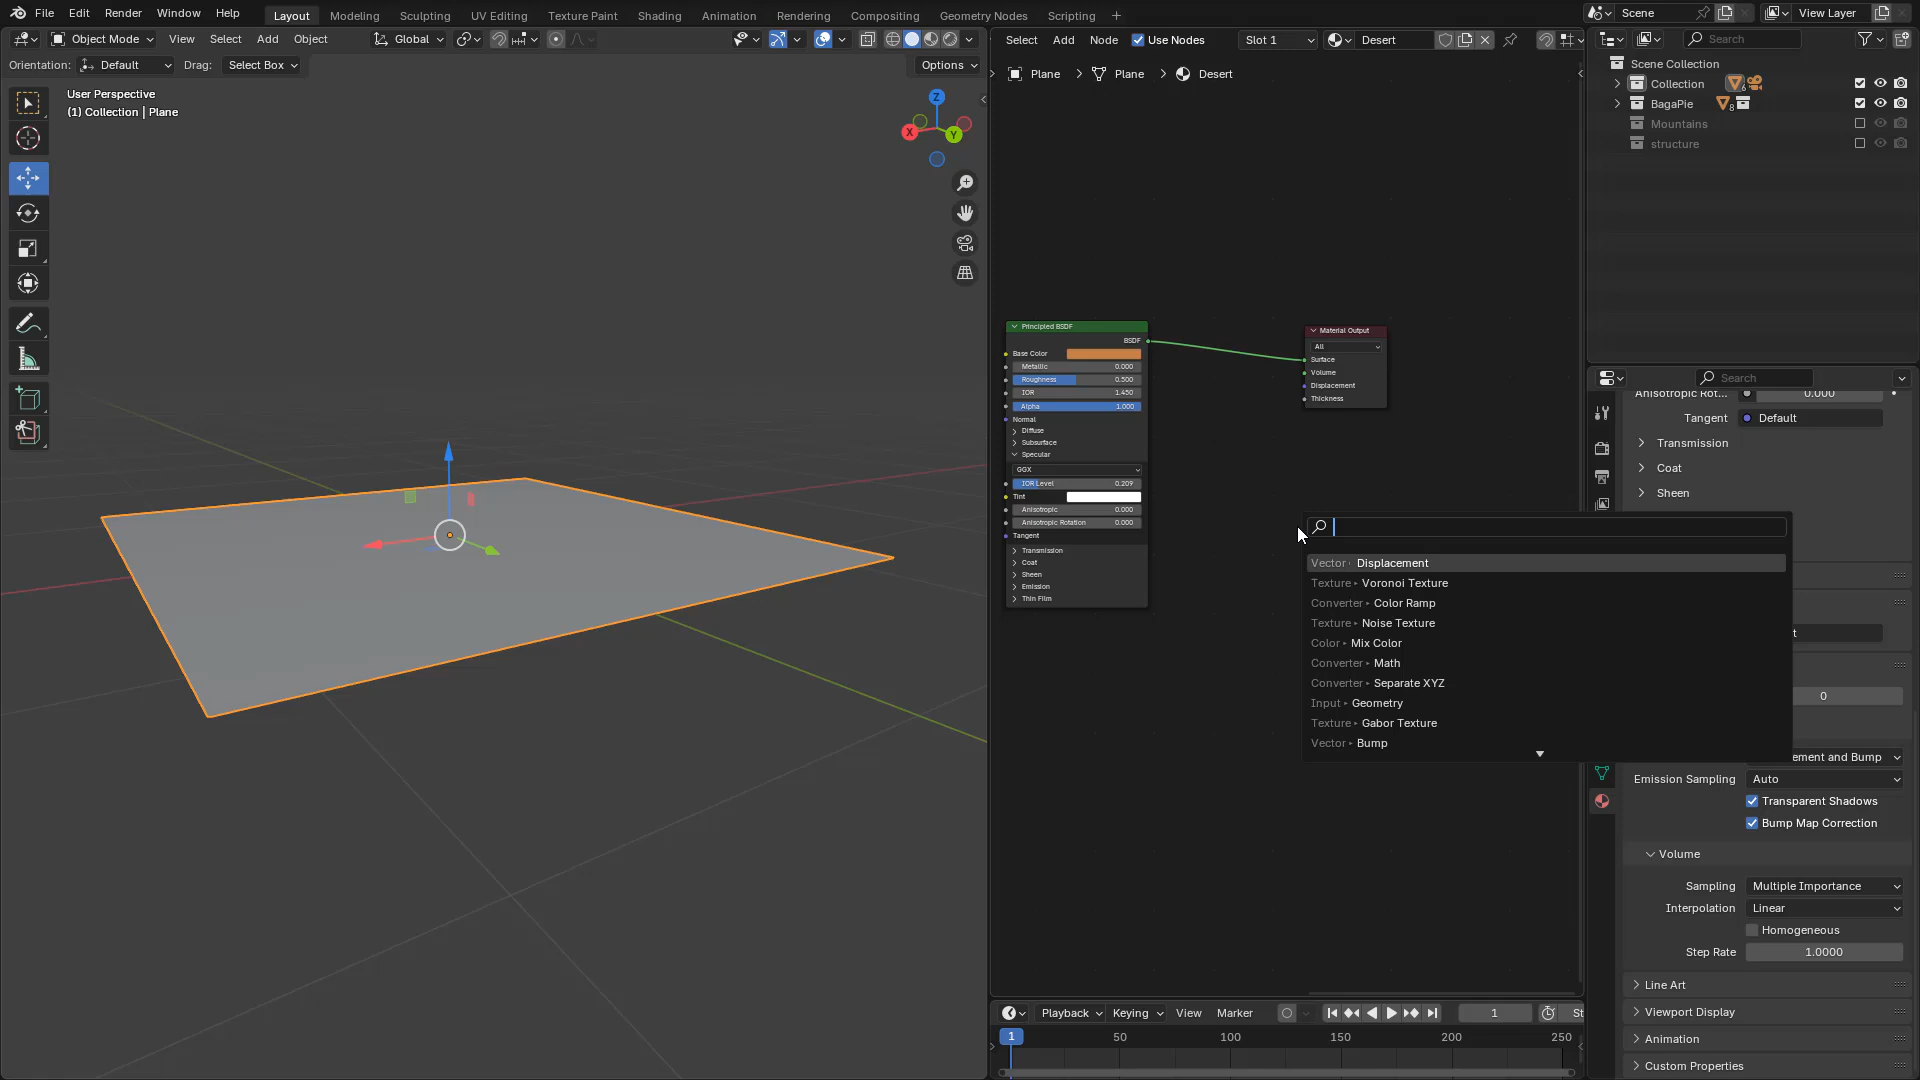 File Edit Render Window Help
Layout Modeling Sculpting UV Editing Texture Paint Shading Animation Rendering Compositing Geometry Nodes Scripting
Scene
View Layer
Object Mode View Select Add Object
Global
Select Add Node Use Nodes Slot 1 Desert
Search
Orientation: Default Drag: Select Box
Options
User Perspective
(1) Collection | Plane
X Y Z
Plane Plane Desert
Scene Collection
Collection 6
BagaPie 8
Mountains
structure
Principled BSDF
BSDF
Base Color
Metallic 0.000
Roughness 0.500
IOR 1.450
Alpha 1.000
Normal
Diffuse
Subsurface
Specular
GGX
IOR Level 0.209
Tint
Anisotropic 0.000
Anisotropic Rotation 0.000
Tangent
Transmission
Coat
Sheen
Emission
Thin Film
Material Output
All
Surface
Volume
Displacement
Thickness
Vector Displacement
Texture Voronoi Texture
Converter Color Ramp
Texture Noise Texture
Color Mix Color
Converter Math
Converter Separate XYZ
Input Geometry
Texture Gabor Texture
Vector Bump
Search
Anisotropic Rot... 0.000
Tangent Default
Transmission
Coat
Sheen
t
0
ement and Bump
Emission Sampling Auto
Transparent Shadows
Bump Map Correction
Volume
Sampling Multiple Importance
Interpolation Linear
Homogeneous
Step Rate 1.0000
Line Art
Viewport Display
Animation
Custom Properties
Playback Keying View Marker 1 St
1 50 100 150 200 250